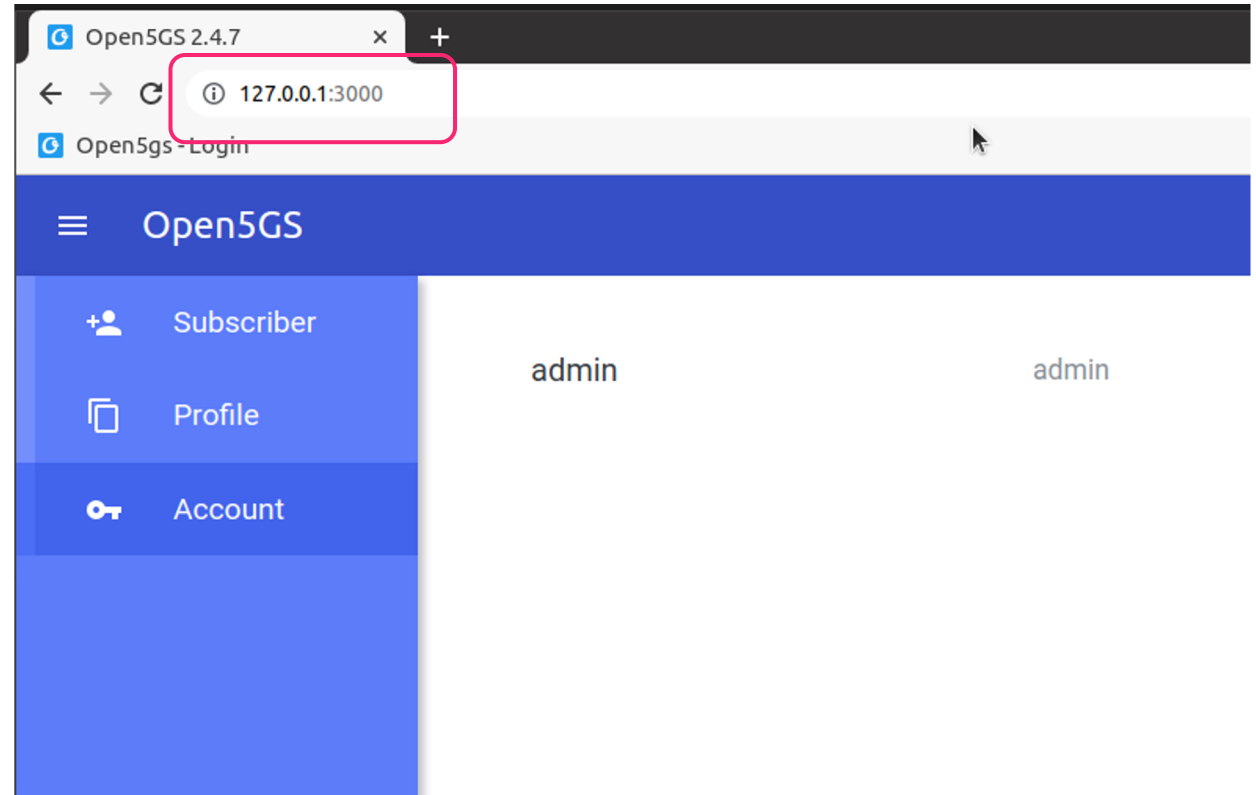 Open5GS 2.4.7
127.0.0.1:3000
Open5gs - Login
Open5GS
Subscriber
admin admin
Profile
Account